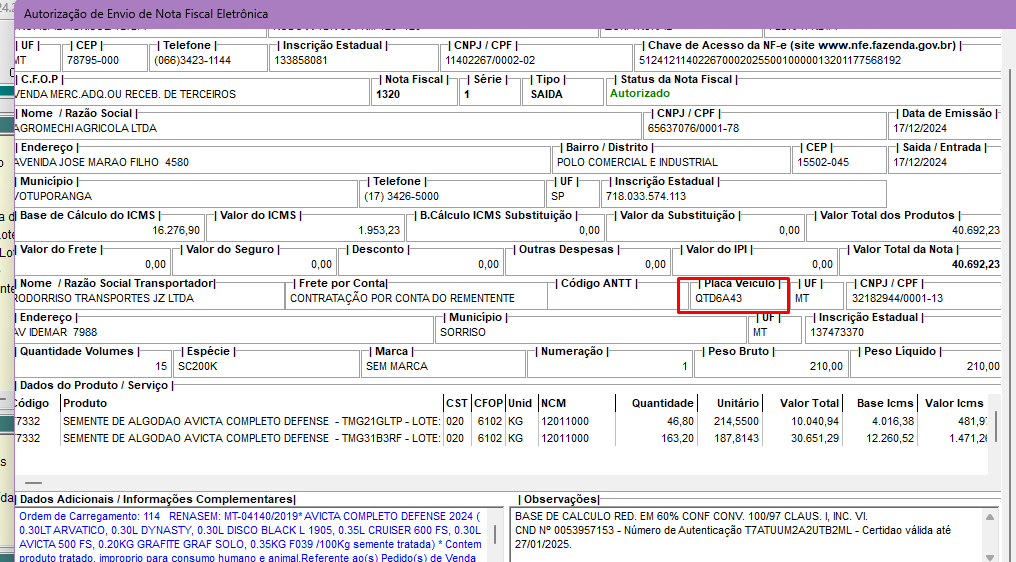 Autorização de Envio de Nota Fiscal Eletrônica
| UF | | CEP | | Telefone | | Inscrição Estadual | | CNPJ / CPF | | Chave de Acesso da NF-e (site www.nfe.fazenda.gov.br) |
MT 78795-000 (066)3423-1144 133858081 11402267/0002-02 51241211402267000202550010000013201177568192
C.F.O.P | | Nota Fiscal | | Série | | Tipo | | Status da Nota Fiscal |
VENDA MERC.ADQ.OU RECEB. DE TERCEIROS 1320 1 SAIDA Autorizado
| Nome / Razão Social | | CNPJ / CPF | | Data de Emissão |
AGROMECHI AGRICOLA LTDA 65637076/0001-78 17/12/2024
| Endereço | | Bairro / Distrito | | CEP | | Saida / Entrada |
AVENIDA JOSE MARAO FILHO 4580 POLO COMERCIAL E INDUSTRIAL 15502-045 17/12/2024
| Município | | Telefone | | UF | | Inscrição Estadual |
VOTUPORANGA (17) 3426-5000 SP 718.033.574.113
Base de Cálculo do ICMS | | Valor do ICMS | | B.Cálculo ICMS Substituição | | Valor da Substituição | | Valor Total dos Produtos |
16.276,90 1.953,23 0,00 0,00 40.692,23
Valor do Frete | | Valor do Seguro | | Desconto | | Outras Despesas | | Valor do IPI | | Valor Total da Nota |
0,00 0,00 0,00 0,00 0,00 40.692,23
| Nome / Razão Social Transportador| | Frete por Conta| | Código ANTT | | Placa Veículo | | UF | | CNPJ / CPF |
RODORRISO TRANSPORTES JZ LTDA CONTRATAÇÃO POR CONTA DO REMENTENTE QTD6A43 MT 32182944/0001-13
| Endereço | | Município | | UF | | Inscrição Estadual |
AV IDEMAR 7988 SORRISO MT 137473370
Quantidade Volumes | | Espécie | | Marca | | Numeração | | Peso Bruto | | Peso Líquido |
15 SC200K SEM MARCA 1 210,00 210,00
| Dados do Produto / Serviço |
Código Produto CST CFOP Unid NCM Quantidade Unitário Valor Total Base Icms Valor Icms
7332 SEMENTE DE ALGODAO AVICTA COMPLETO DEFENSE - TMG21GLTP - LOTE: 020 6102 KG 12011000 46,80 214,5500 10.040,94 4.016,38 481,97
7332 SEMENTE DE ALGODAO AVICTA COMPLETO DEFENSE - TMG31B3RF - LOTE: 020 6102 KG 12011000 163,20 187,8143 30.651,29 12.260,52 1.471,26
| Dados Adicionais / Informações Complementares| | Observações|
Ordem de Carregamento: 114 RENASEM: MT-04140/2019* AVICTA COMPLETO DEFENSE 2024 (
0.30LT ARVATICO, 0.30L DYNASTY, 0.30L DISCO BLACK L 1905, 0.35L CRUISER 600 FS, 0.30L
AVICTA 500 FS, 0.20KG GRAFITE GRAF SOLO, 0.35KG F039 /100Kg semente tratada) * Contem
produto tratado, improprio para consumo humano e animal.Referente ao(s) Pedido(s) de Venda
BASE DE CALCULO RED. EM 60% CONF CONV. 100/97 CLAUS. I, INC. VI.
CND Nº 0053957153 - Número de Autenticação T7ATUUM2A2UTB2ML - Certidao válida até
27/01/2025.